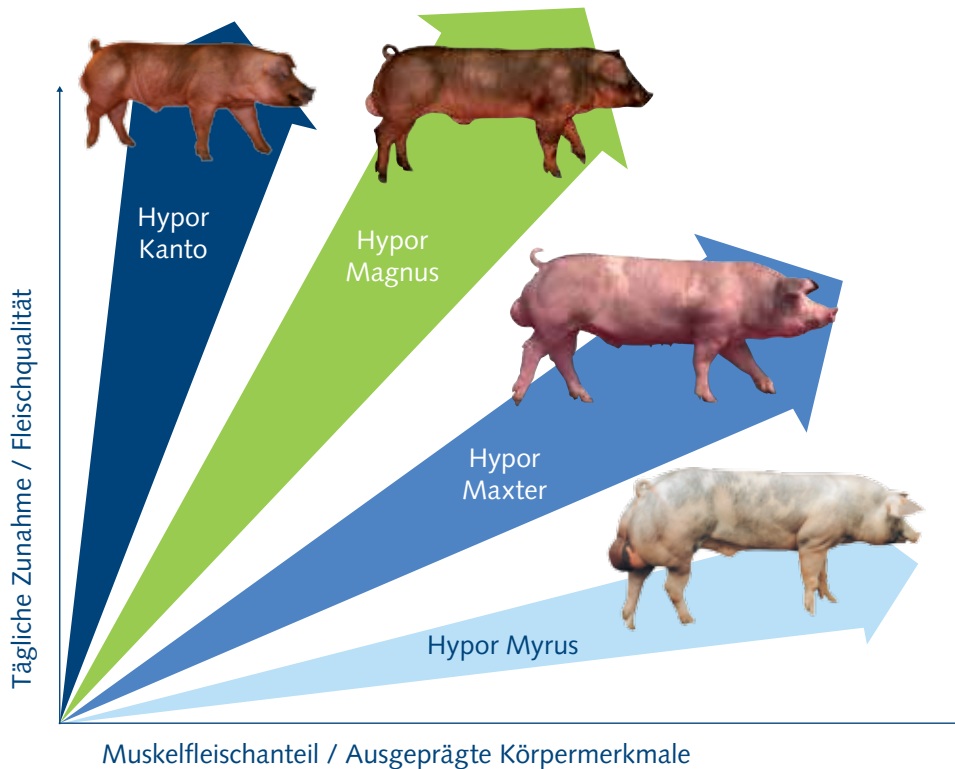 Hypor
Kanto
Hypor
Magnus
Hypor
Maxter
Hypor Myrus
Tägliche Zunahme / Fleischqualität
Muskelfleischanteil / Ausgeprägte Körpermerkmale